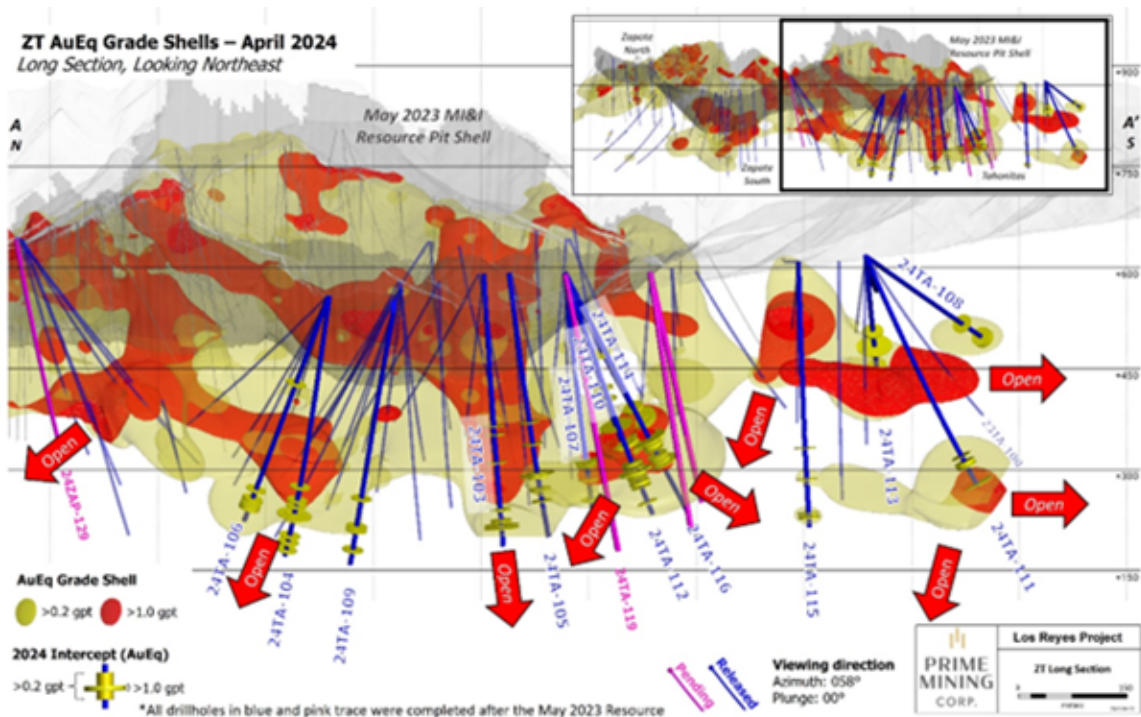 ZT AuEq Grade Shells – April 2024
Long Section, Looking Northeast
A
N
May 2023 MI&I
Resource Pit Shell
Zapote
North
May 2023 MI&I
Resource Pit Shell
Zapote
South
Tahonitas
+900
A'
S
+750
+600
+450
+300
+150
24TA-108
24TA-114
24TA-110
24TA-107
24TA-103
Open
Open
Open
Open
Open
Open
Open
Open
Open
24ZAP-129
24TA-106
24TA-104
24TA-109
24TA-105
24TA-119
24TA-112
24TA-116
24TA-115
24TA-113
24TA-111
AuEq Grade Shell
>0.2 gpt
>1.0 gpt
2024 Intercept (AuEq)
>0.2 gpt
>1.0 gpt
*All drillholes in blue and pink trace were completed after the May 2023 Resource
Pending
Released
Viewing direction
Azimuth: 058°
Plunge: 00°
PRIME
MINING
CORP.
Los Reyes Project
ZT Long Section
0
150